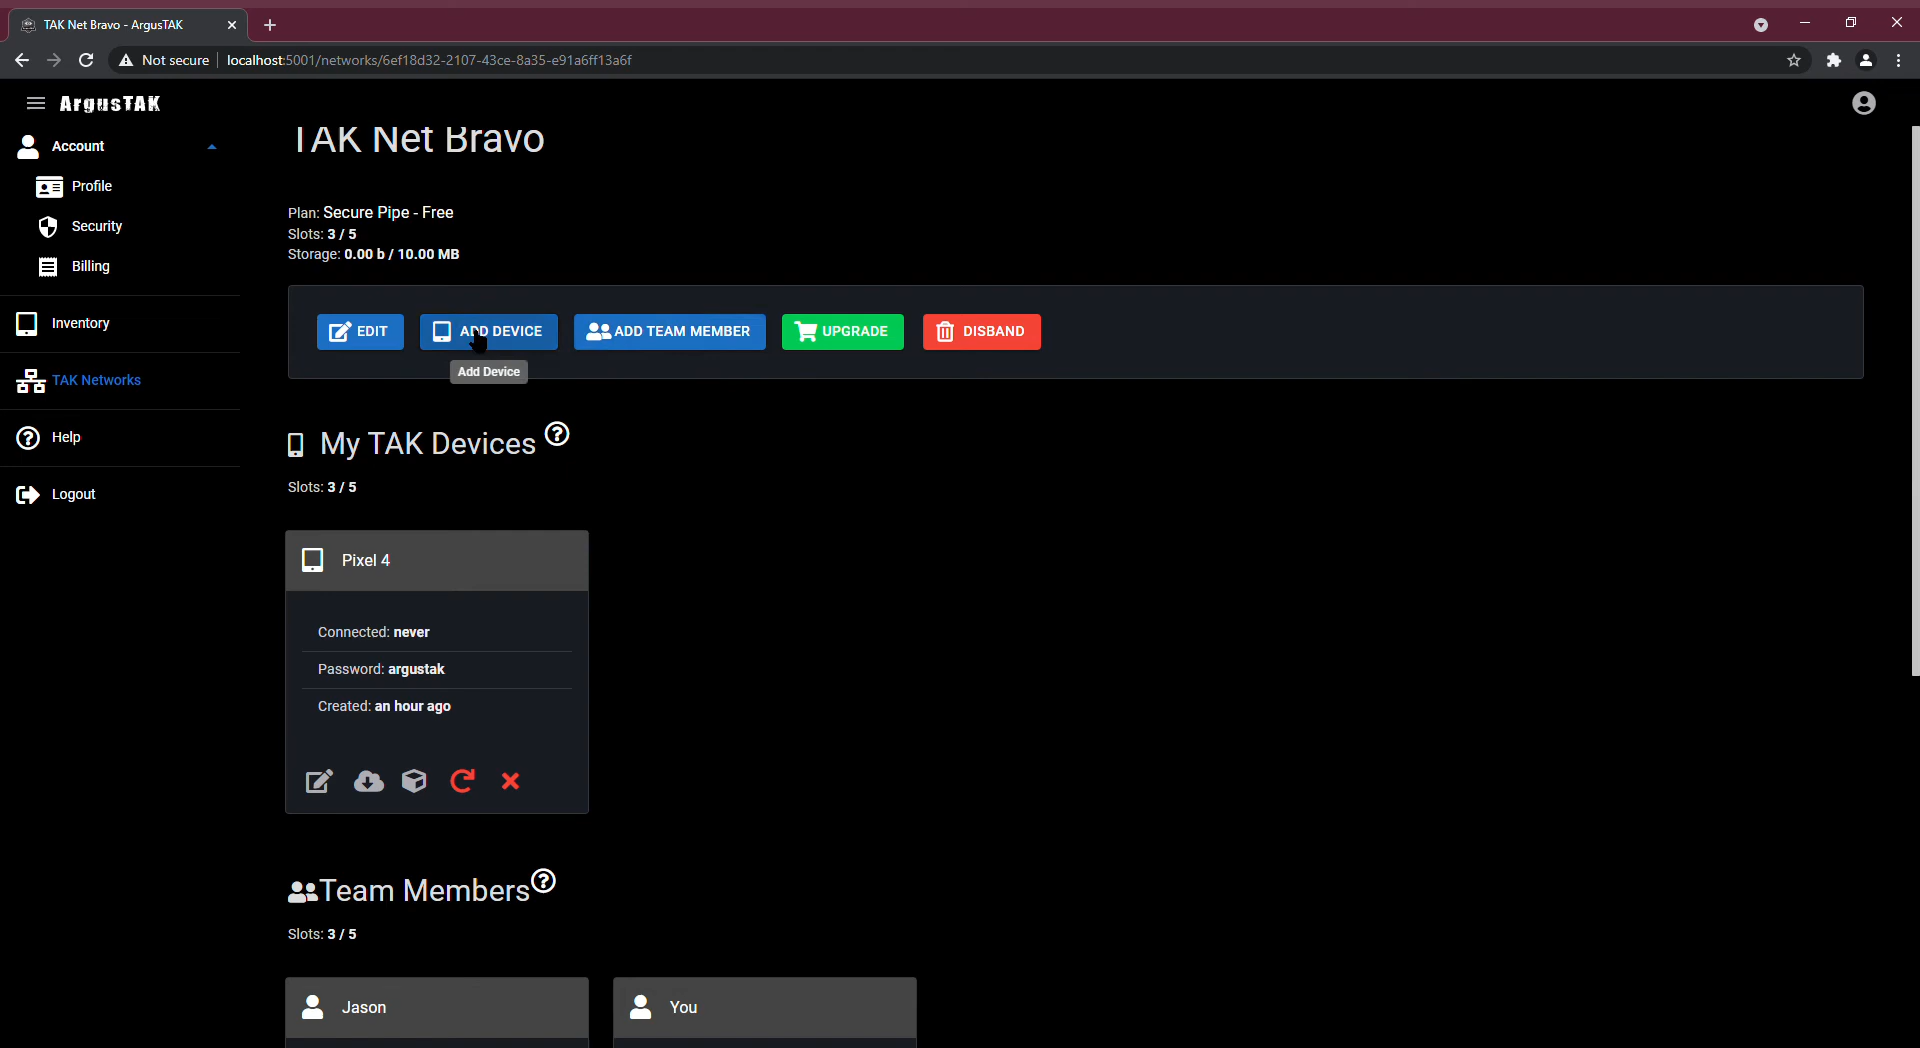 TAK Net Bravo - ArgusTAK
Not secure
localhost:5001/networks/6ef18d32-2107-43ce-8a35-e91a6ff13a6f
ArgusTAK
Account
Profile
Security
Billing
Inventory
TAK Networks
Help
Logout
TAK Net Bravo
Plan: Secure Pipe - Free
Slots: 3 / 5
Storage: 0.00 b / 10.00 MB
EDIT
ADD DEVICE
ADD TEAM MEMBER
UPGRADE
DISBAND
Add Device
My TAK Devices
Slots: 3 / 5
Pixel 4
Connected: never
Password: argustak
Created: an hour ago
Team Members
Slots: 3 / 5
Jason
You